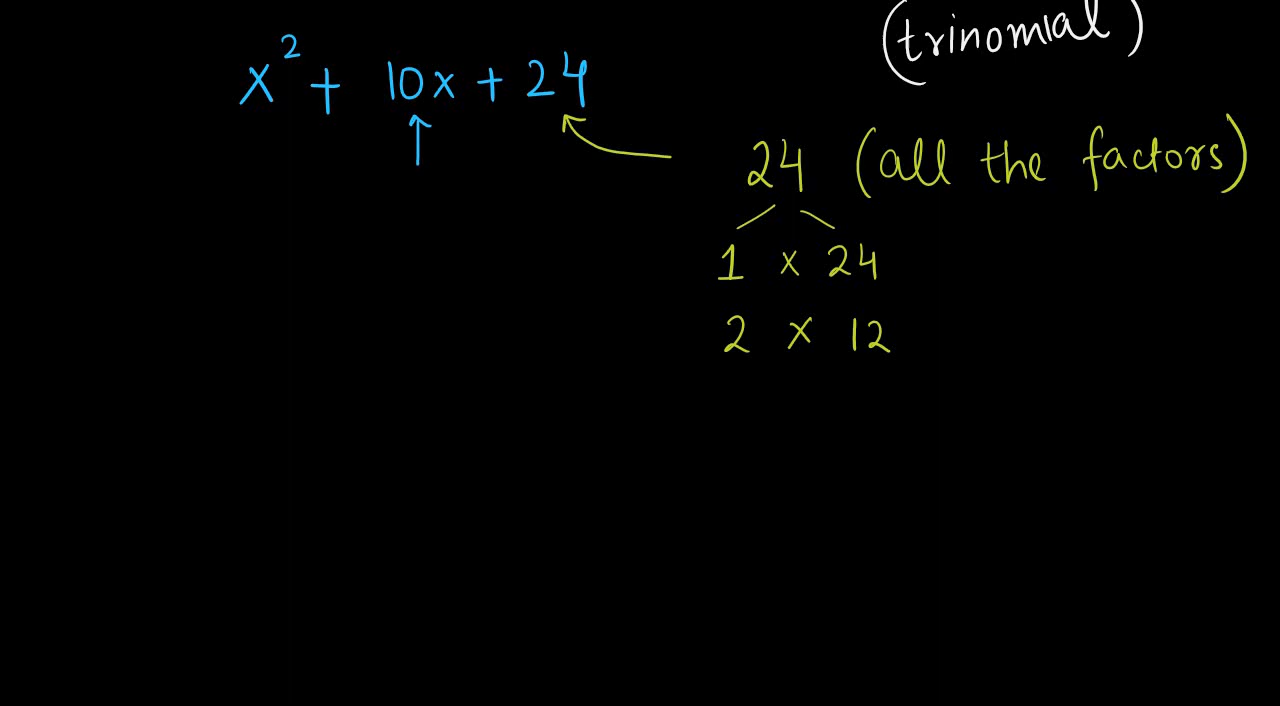 (trinomial)
x² + 10x + 24
24 (all the factors)
1 x 24
2 x 12